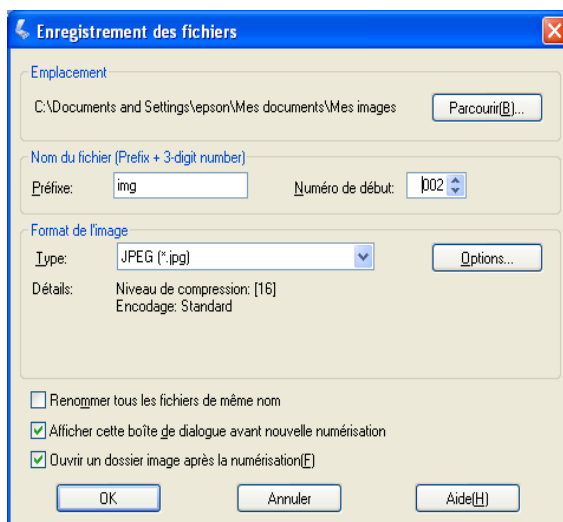 Enregistrement des fichiers
Emplacement
C:\Documents and Settings\epson\Mes documents\Mes images
Parcourir(B)...
Nom du fichier (Prefix + 3-digit number)
Préfixe: img Numéro de début: 002
Format de l'image
Type: JPEG (*.jpg) Options...
Détails: Niveau de compression: [16]
Encodage: Standard
Renommer tous les fichiers de même nom
Afficher cette boîte de dialogue avant nouvelle numérisation
Ouvrir un dossier image après la numérisation(F)
OK Annuler Aide(H)